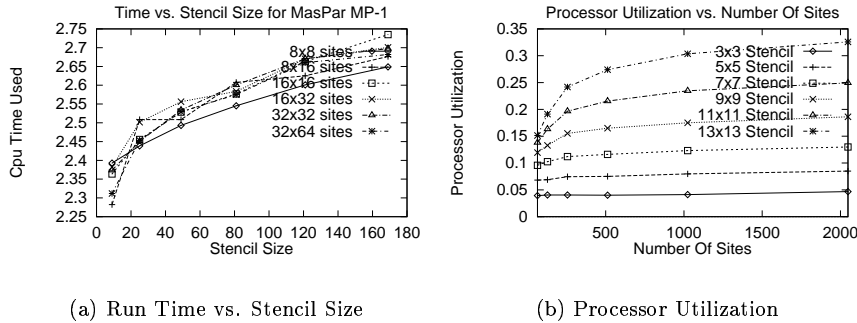 Time vs. Stencil Size for MasPar MP-1
Cpu Time Used
2.75
2.7
2.65
2.6
2.55
2.5
2.45
2.4
2.35
2.3
2.25
8x8 sites
8x16 sites
16x16 sites
16x32 sites
32x32 sites
32x64 sites
0 20 40 60 80 100 120 140 160 180
Stencil Size
(a) Run Time vs. Stencil Size
Processor Utilization vs. Number Of Sites
Processor Utilization
0.35
0.3
0.25
0.2
0.15
0.1
0.05
0
3x3 Stencil
5x5 Stencil
7x7 Stencil
9x9 Stencil
11x11 Stencil
13x13 Stencil
500 1000 1500 2000
Number Of Sites
(b) Processor Utilization